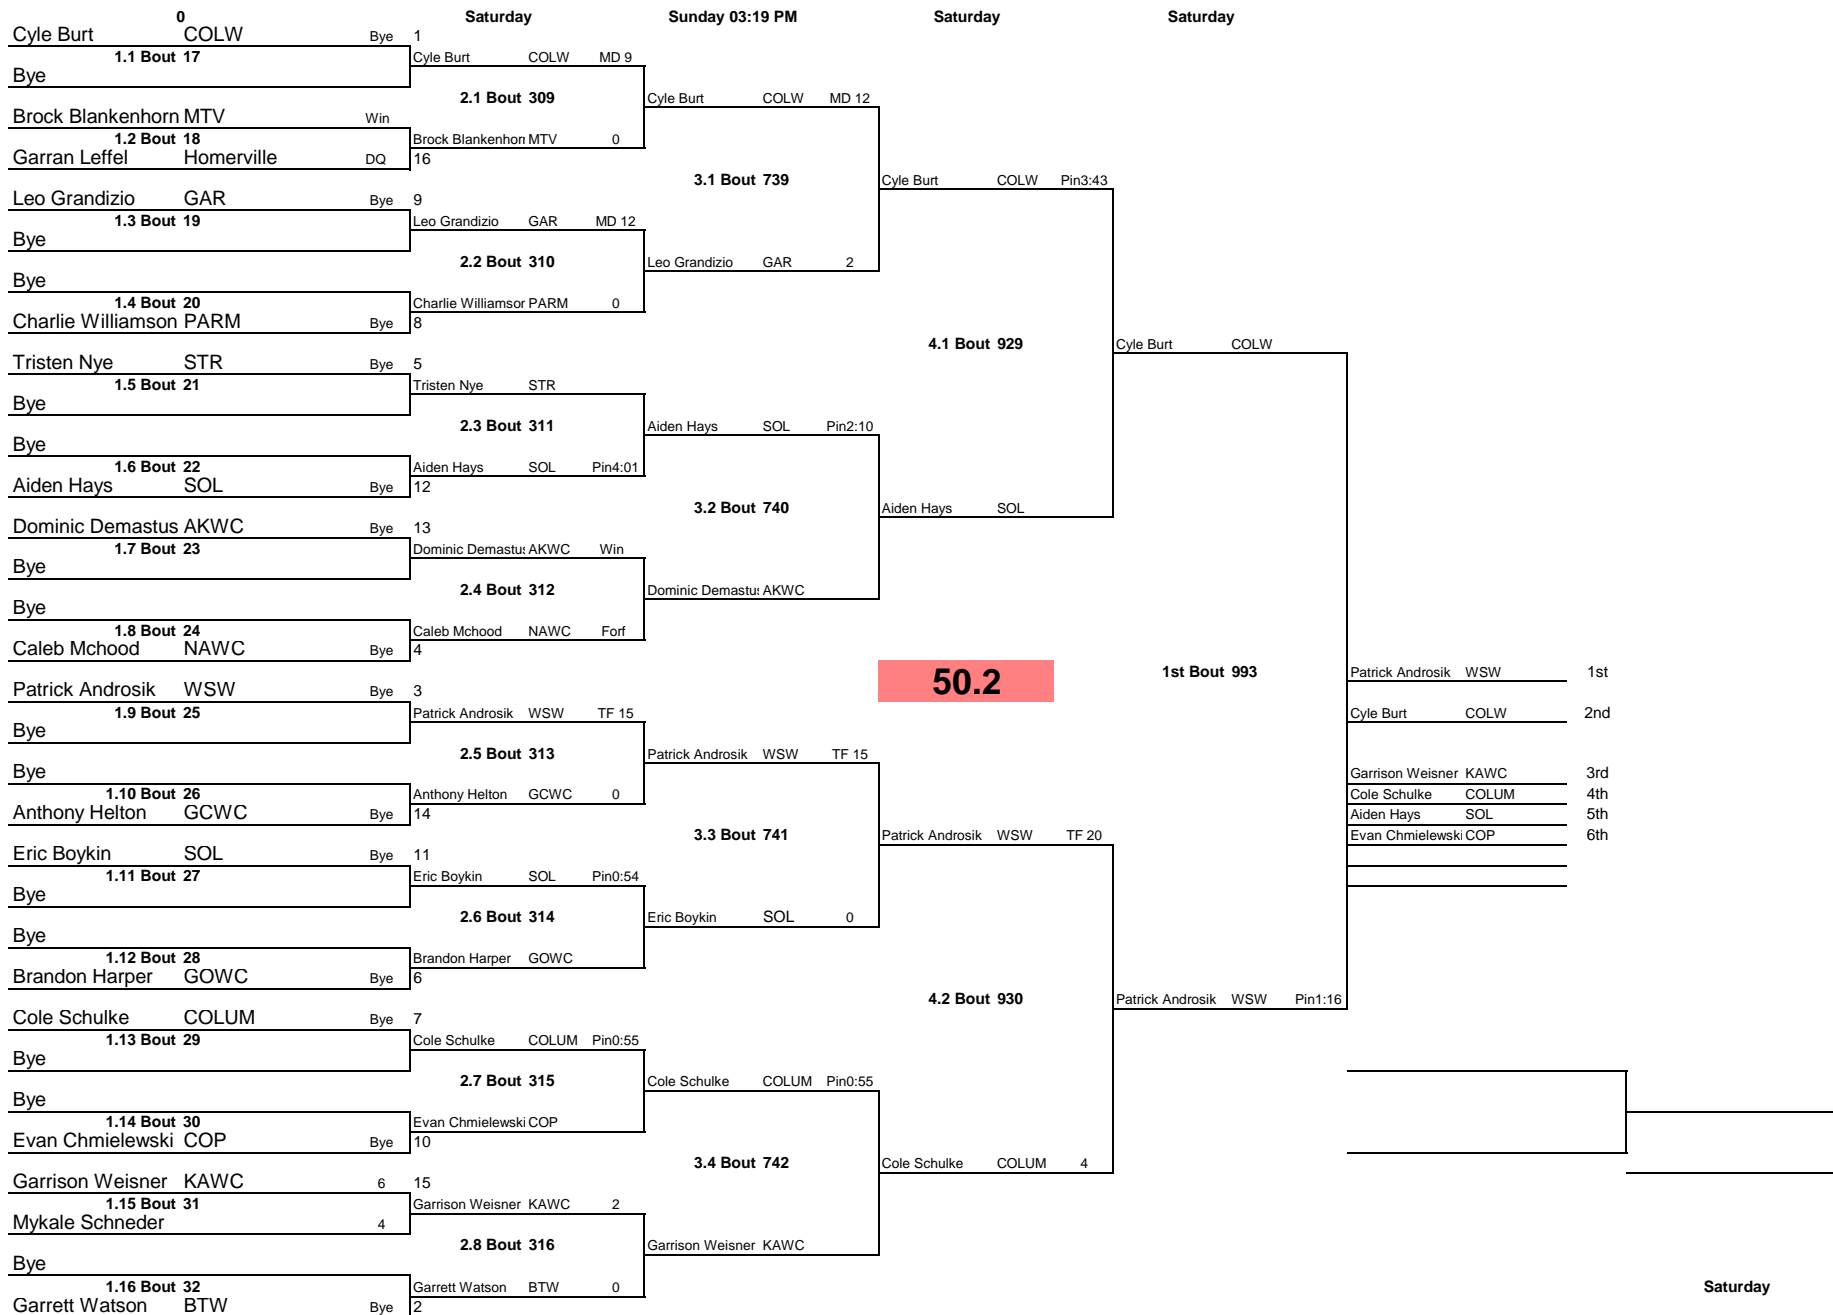 0 Saturday Sunday 03:19 PM Saturday Saturday
Cyle Burt COLW Bye 1
1.1 Bout 17 Cyle Burt COLW MD 9
Bye
2.1 Bout 309 Cyle Burt COLW MD 12
Brock Blankenhorn MTV Win
1.2 Bout 18 Brock Blankenhorr MTV 0
Garran Leffel Homerville DQ 16
3.1 Bout 739 Cyle Burt COLW Pin3:43
Leo Grandizio GAR Bye 9
1.3 Bout 19 Leo Grandizio GAR MD 12
Bye
2.2 Bout 310 Leo Grandizio GAR 2
Bye
1.4 Bout 20 Charlie Williamsor PARM 0
Charlie Williamson PARM Bye 8
4.1 Bout 929 Cyle Burt COLW
Tristen Nye STR Bye 5
1.5 Bout 21 Tristen Nye STR
Bye
2.3 Bout 311 Aiden Hays SOL Pin2:10
Bye
1.6 Bout 22 Aiden Hays SOL Pin4:01
Aiden Hays SOL Bye 12
3.2 Bout 740 Aiden Hays SOL
Dominic Demastus AKWC Bye 13
1.7 Bout 23 Dominic Demastu: AKWC Win
Bye
2.4 Bout 312 Dominic Demastu: AKWC
Bye
1.8 Bout 24 Caleb Mchood NAWC Forf
Caleb Mchood NAWC Bye 4
50.2 1st Bout 993 Patrick Androsik WSW 1st
Patrick Androsik WSW Bye 3
1.9 Bout 25 Patrick Androsik WSW TF 15 Cyle Burt COLW 2nd
Bye
2.5 Bout 313 Patrick Androsik WSW TF 15
Bye Garrison Weisner KAWC 3rd
1.10 Bout 26 Anthony Helton GCWC 0 Cole Schulke COLUM 4th
Anthony Helton GCWC Bye 14 Aiden Hays SOL 5th
3.3 Bout 741 Patrick Androsik WSW TF 20 Evan Chmielewski COP 6th
Eric Boykin SOL Bye 11
1.11 Bout 27 Eric Boykin SOL Pin0:54
Bye
2.6 Bout 314 Eric Boykin SOL 0
Bye
1.12 Bout 28 Brandon Harper GOWC
Brandon Harper GOWC Bye 6
4.2 Bout 930 Patrick Androsik WSW Pin1:16
Cole Schulke COLUM Bye 7
1.13 Bout 29 Cole Schulke COLUM Pin0:55
Bye
2.7 Bout 315 Cole Schulke COLUM Pin0:55
Bye
1.14 Bout 30 Evan Chmielewski COP
Evan Chmielewski COP Bye 10
3.4 Bout 742 Cole Schulke COLUM 4
Garrison Weisner KAWC 6 15
1.15 Bout 31 Garrison Weisner KAWC 2
Mykale Schneder 4
2.8 Bout 316 Garrison Weisner KAWC
Bye
1.16 Bout 32 Garrett Watson BTW 0 Saturday
Garrett Watson BTW Bye 2